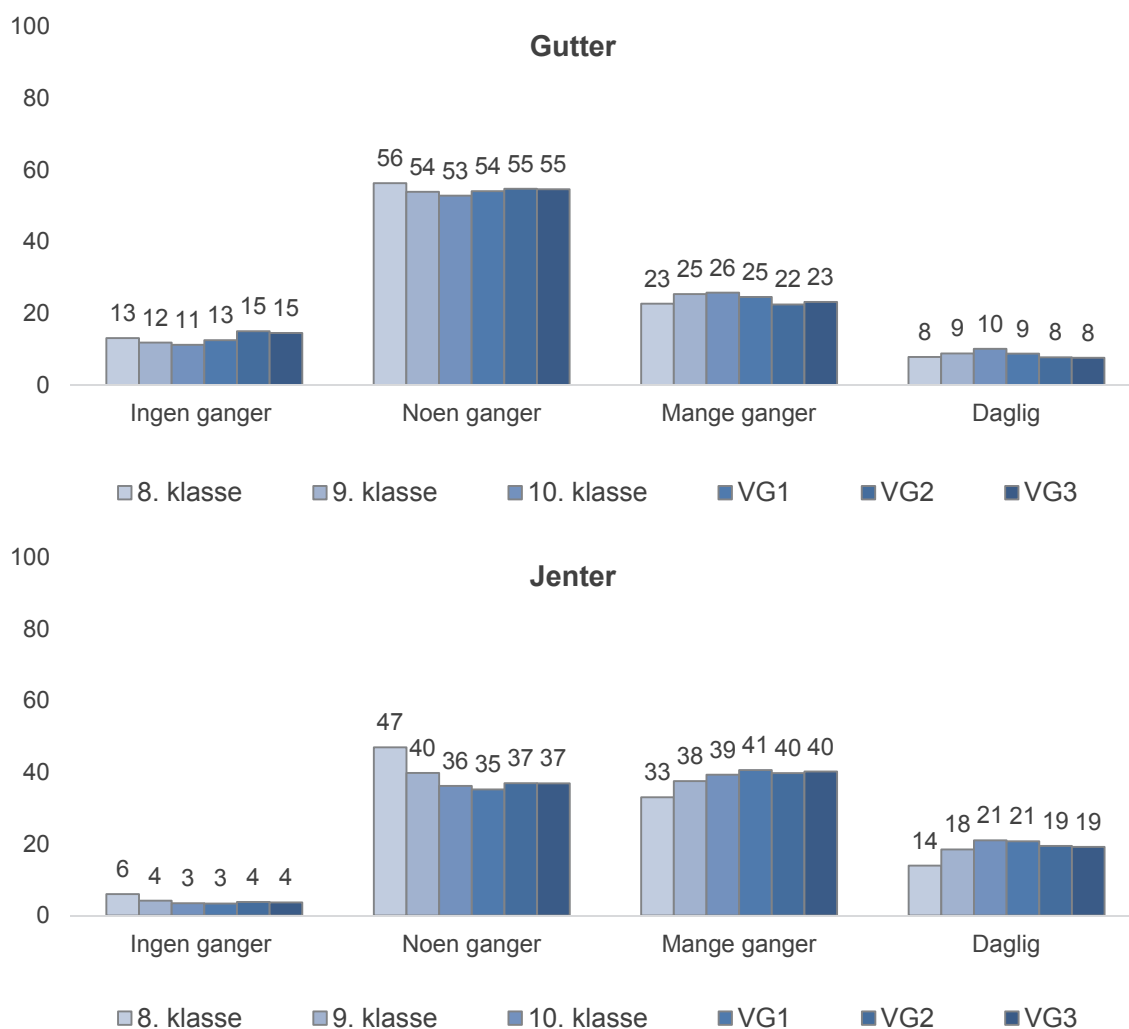 Gutter
100
80
60
40
20
0
56 54 53 54 55 55
23 25 26 25 22 23
13 12 11 13 15 15
8 9 10 9 8 8
Ingen ganger Noen ganger Mange ganger Daglig
8. klasse 9. klasse 10. klasse VG1 VG2 VG3
Jenter
100
80
60
40
20
0
47 40 36 35 37 37
33 38 39 41 40 40
14 18 21 21 19 19
6 4 3 3 4 4
Ingen ganger Noen ganger Mange ganger Daglig
8. klasse 9. klasse 10. klasse VG1 VG2 VG3